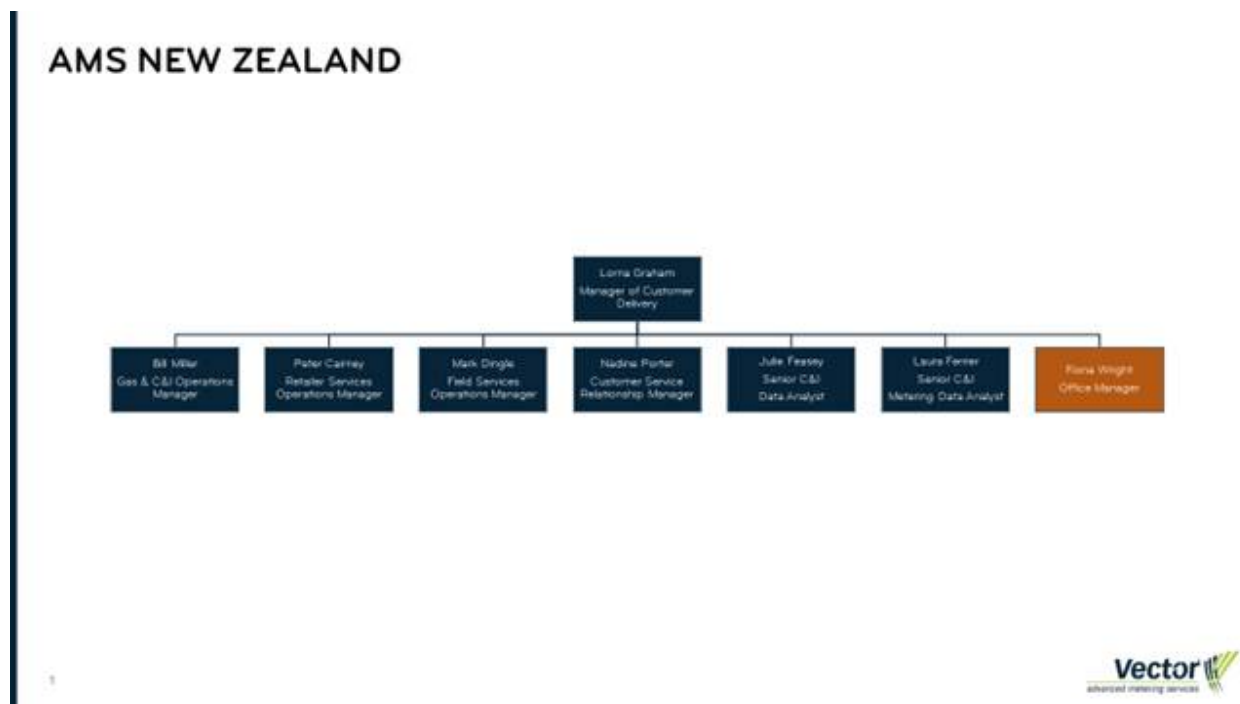 AMS NEW ZEALAND
Lorna Graham
Manager of Customer
Delivery
Bill Miller
Gas & C&I Operations
Manager
Peter Cairney
Retailer Services
Operations Manager
Mark Dingle
Field Services
Operations Manager
Nadine Porter
Customer Service
Relationship Manager
Julie Feasey
Senior C&I
Data Analyst
Laura Ferrer
Senior C&I
Metering Data Analyst
Fiona Wright
Office Manager
1
Vector
advanced metering services